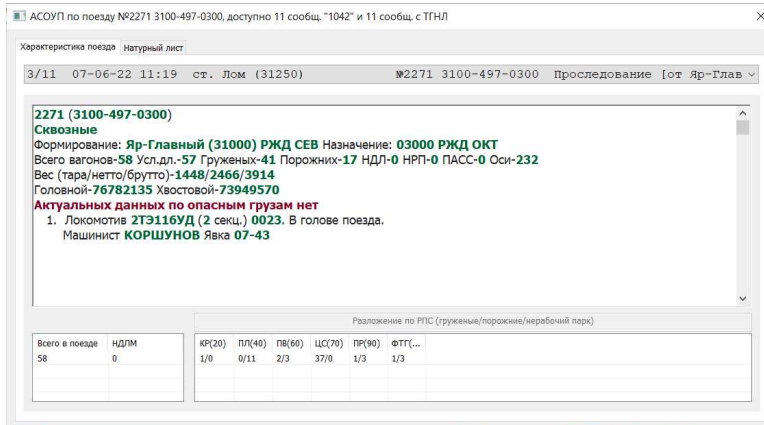 АСОУП по поезду №2271 3100-497-0300, доступно 11 сообщ. "1042" и 11 сообщ. с ТГНЛ
Характеристика поезда Натурный лист
3/11 07-06-22 11:19 ст. Лом (31250) №2271 3100-497-0300 Проследование [от Яр-Глав
2271 (3100-497-0300)
Сквозные
Формирование: Яр-Главный (31000) РЖД СЕВ Назначение: 03000 РЖД ОКТ
Всего вагонов-58 Усл.дл.-57 Груженых-41 Порожних-17 НДЛ-0 НРП-0 ПАСС-0 Оси-232
Вес (тара/нетто/брутто)-1448/2466/3914
Головной-76782135 Хвостовой-73949570
Актуальных данных по опасным грузам нет
1. Локомотив 2ТЭ116УД (2 секц.) 0023. В голове поезда.
Машинист КОРШУНОВ Явка 07-43
Разложение по РПС (груженые/порожние/нерабочий парк)
Всего в поезде НДЛМ КР(20) ПЛ(40) ПВ(60) ЦС(70) ПР(90) ФТГ(...
58 0 1/0 0/11 2/3 37/0 1/3 1/3